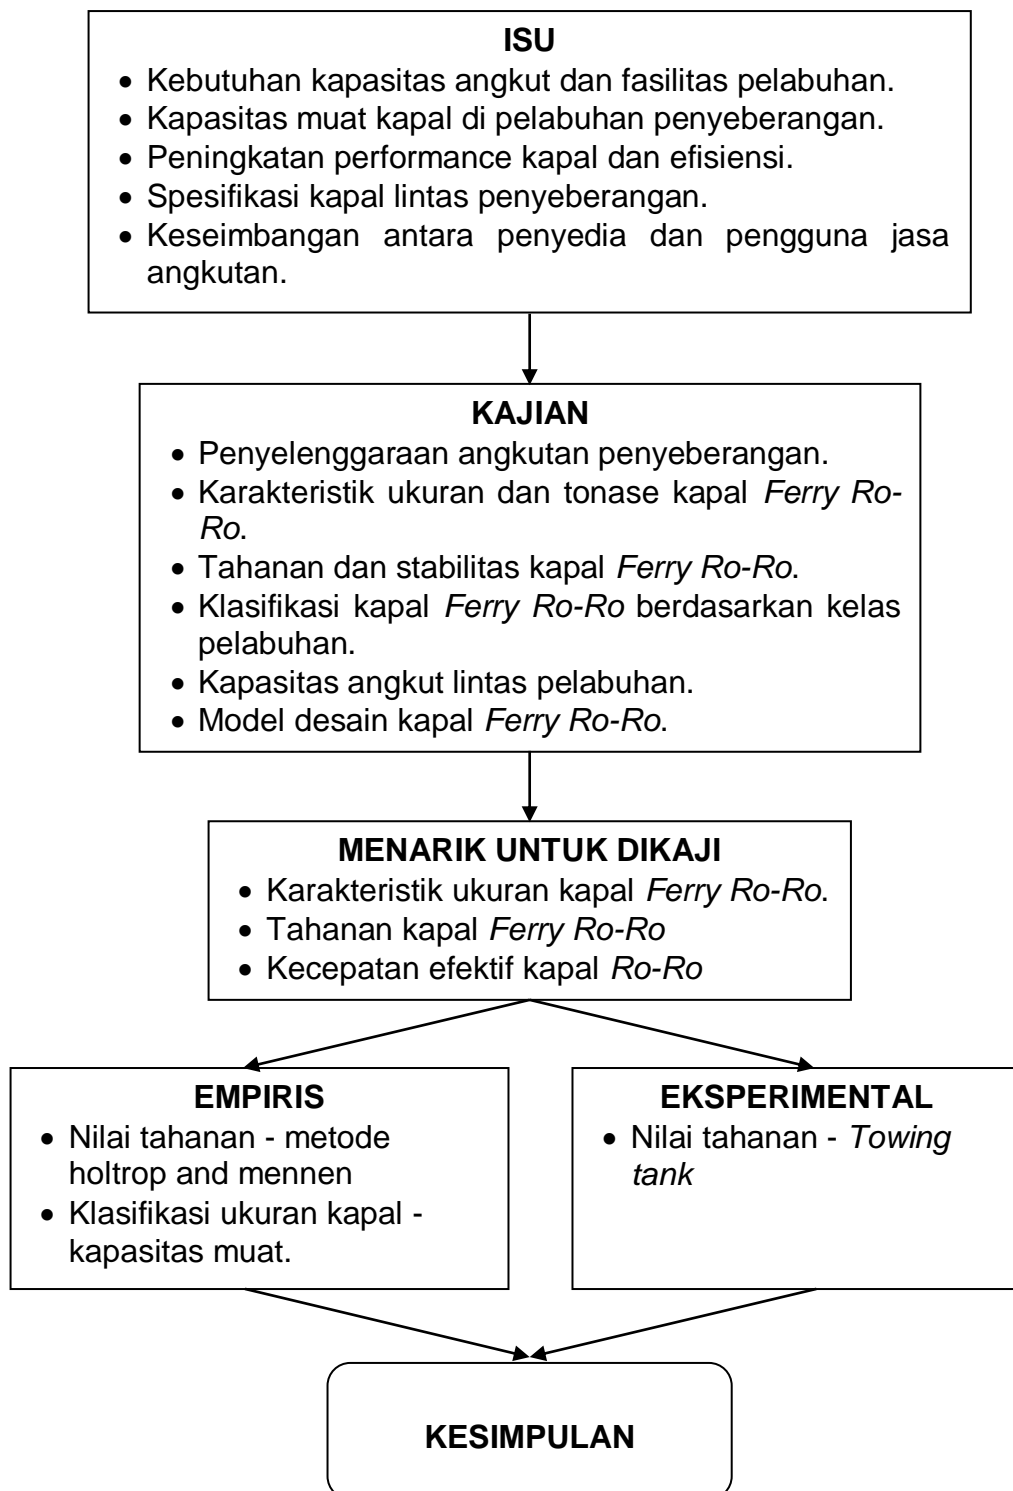 ISU
• Kebutuhan kapasitas angkut dan fasilitas pelabuhan.
• Kapasitas muat kapal di pelabuhan penyeberangan.
• Peningkatan performance kapal dan efisiensi.
• Spesifikasi kapal lintas penyeberangan.
• Keseimbangan antara penyedia dan pengguna jasa
angkutan.
KAJIAN
• Penyelenggaraan angkutan penyeberangan.
• Karakteristik ukuran dan tonase kapal Ferry Ro-
Ro.
• Tahanan dan stabilitas kapal Ferry Ro-Ro.
• Klasifikasi kapal Ferry Ro-Ro berdasarkan kelas
pelabuhan.
• Kapasitas angkut lintas pelabuhan.
• Model desain kapal Ferry Ro-Ro.
MENARIK UNTUK DIKAJI
• Karakteristik ukuran kapal Ferry Ro-Ro.
• Tahanan kapal Ferry Ro-Ro
• Kecepatan efektif kapal Ro-Ro
EMPIRIS
• Nilai tahanan - metode
holtrop and mennen
• Klasifikasi ukuran kapal -
kapasitas muat.
EKSPERIMENTAL
• Nilai tahanan - Towing
tank
KESIMPULAN